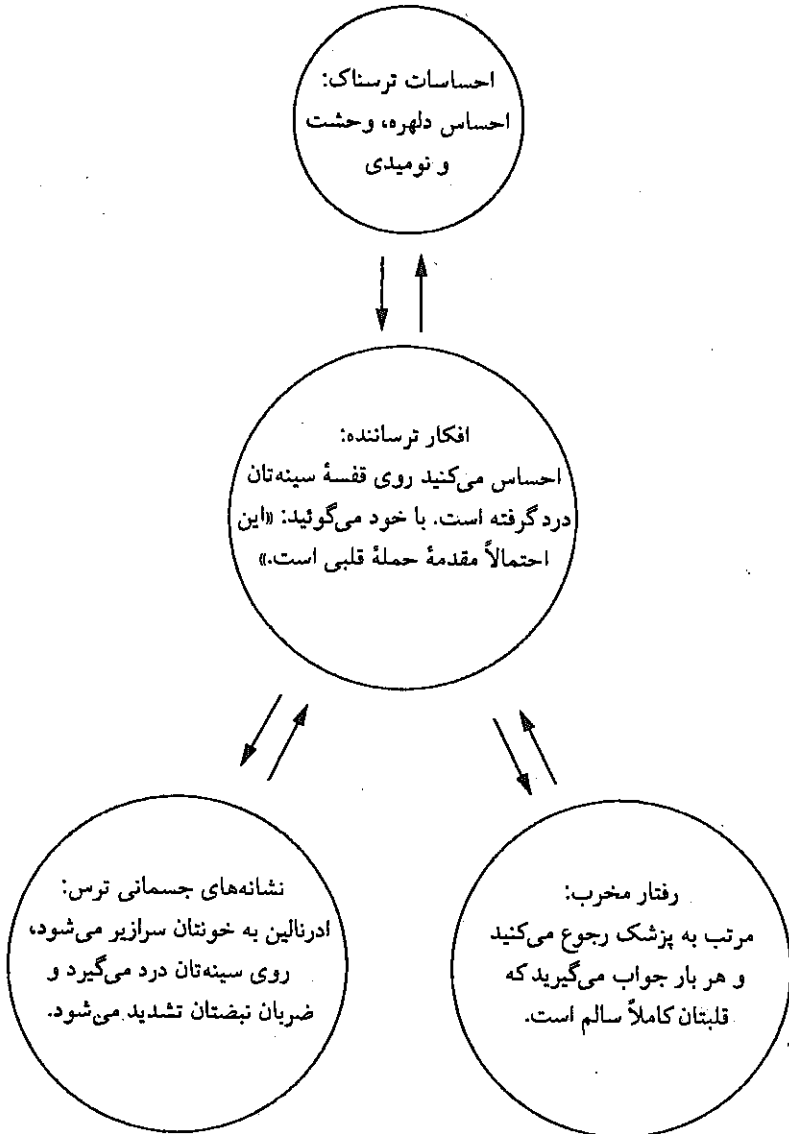 احساسات ترسناک:
احساس دلهره، وحشت
و نومیدی
افکار ترساننده:
احساس می‌کنید روی قفسهٔ سینه‌تان
درد گرفته است. با خود می‌گوئید: «این
احتمالاً مقدمهٔ حملهٔ قلبی است.»
نشانه‌های جسمانی ترس:
ادرنالین به خونتان سرازیر می‌شود،
روی سینه‌تان درد می‌گیرد و
ضربان نبضتان تشدید می‌شود.
رفتار مخرب:
مرتب به پزشک رجوع می‌کنید
و هر بار جواب می‌گیرید که
قلبتان کاملاً سالم است.